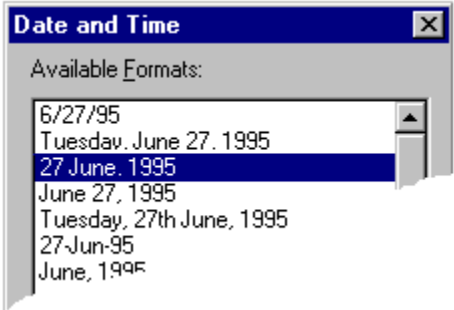 Date and Time
Available Formats:
6/27/95
Tuesday, June 27, 1995
27 June, 1995
June 27, 1995
Tuesday, 27th June, 1995
27-Jun-95
June, 1995